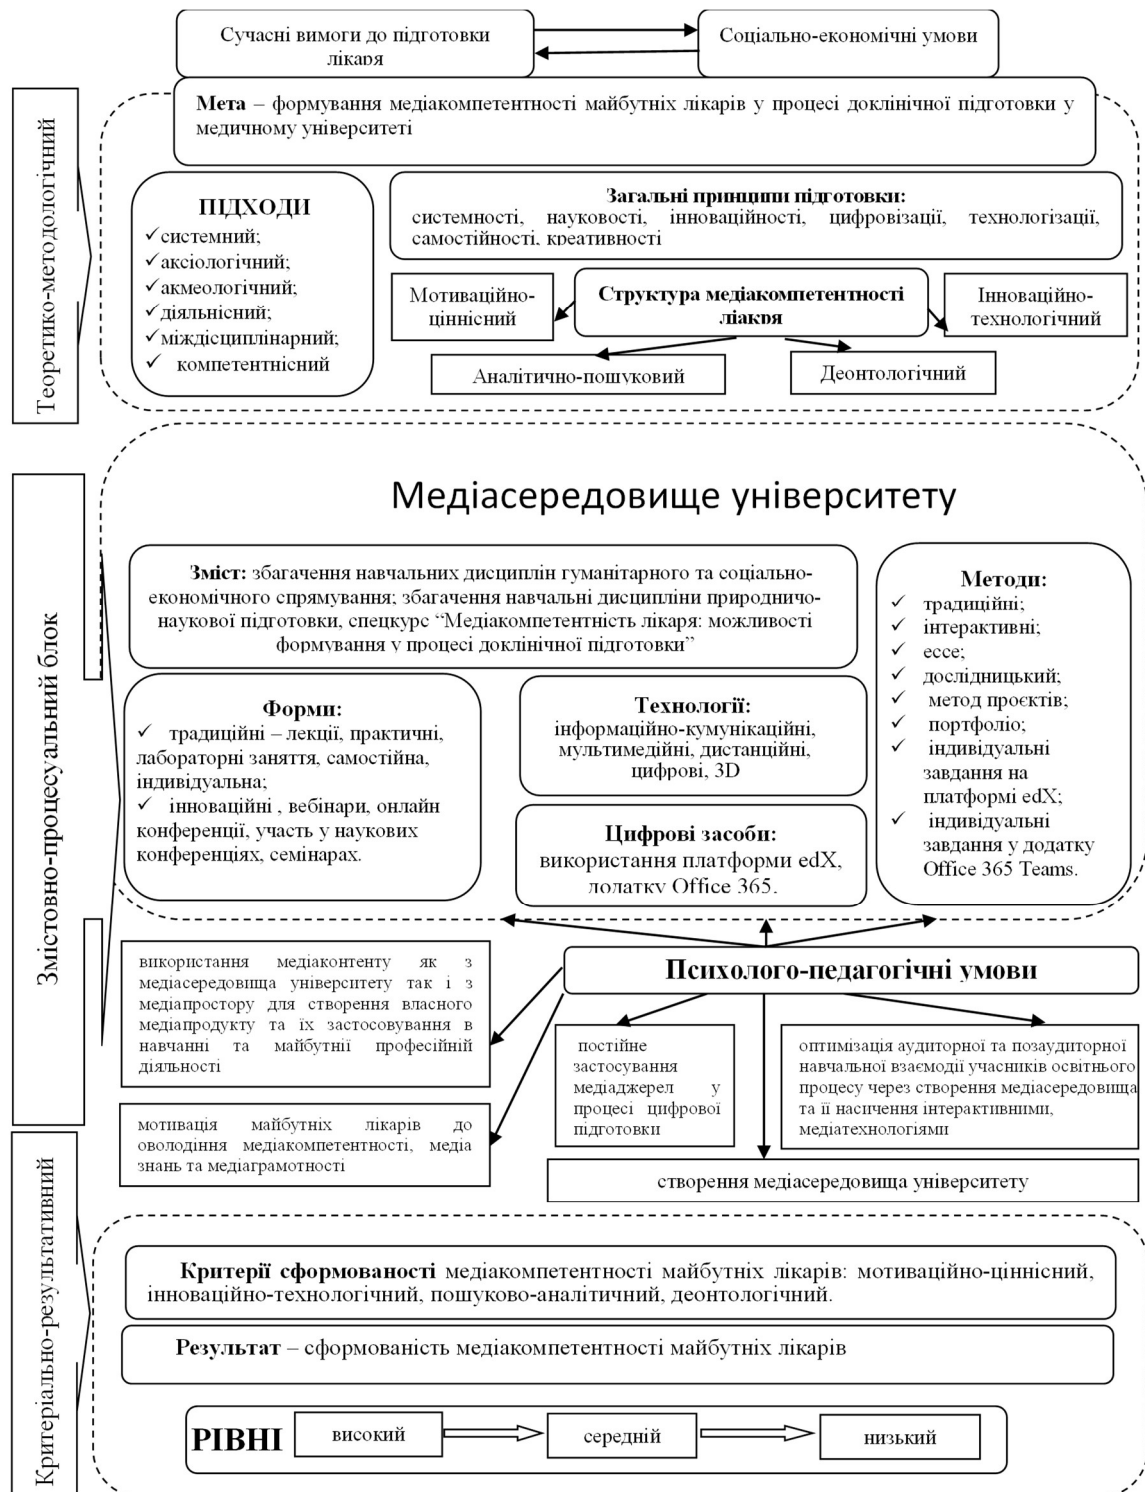 Сучасні вимоги до підготовки
лікаря
Соціально-економічні умови
Теоретико-методологічний
Мета – формування медіакомпетентності майбутніх лікарів у процесі доклінічної підготовки у
медичному університеті
ПІДХОДИ
✓системний;
✓аксіологічний;
✓акмеологічний;
✓діяльнісний;
✓міждисциплінарний;
✓ компетентнісний
Загальні принципи підготовки:
системності, науковості, інноваційності, цифровізації, технологізації,
самостійності, креативності
Мотиваційно-
ціннісний
Структура медіакомпетентності
ліакря
Інноваційно-
технологічний
Аналітично-пошуковий
Деонтологічний
Змістовно-процесуальний блок
Медіасередовище університету
Зміст: збагачення навчальних дисциплін гуманітарного та соціально-
економічного спрямування; збагачення навчальні дисципліни природничо-
наукової підготовки, спецкурс “Медіакомпетентність лікаря: можливості
формування у процесі доклінічної підготовки”
Методи:
✓ традиційні;
✓ інтерактивні;
✓ ессе;
✓ дослідницький;
✓ метод проєктів;
✓ портфоліо;
✓ індивідуальні
завдання на
платформі edX;
✓ індивідуальні
завдання у додатку
Office 365 Teams.
Форми:
✓ традиційні – лекції, практичні,
лабораторні заняття, самостійна,
індивідуальна;
✓ інноваційні , вебінари, онлайн
конференції, участь у наукових
конференціях, семінарах.
Технології:
інформаційно-кумунікаційні,
мультимедійні, дистанційні,
цифрові, 3D
Цифрові засоби:
використання платформи edX,
додатку Office 365.
Психолого-педагогічні умови
використання медіаконтенту як з
медіасередовища університету так і з
медіапростору для створення власного
медіапродукту та їх застосовування в
навчанні та майбутнії професійній
діяльності
постійне
застосування
медіаджерел у
процесі цифрової
підготовки
оптимізація аудиторної та позаудиторної
навчальної взаємодії учасників освітнього
процесу через створення медіасередовища
та її насичення інтерактивними,
медіатехнологіями
мотивація майбутніх лікарів до
оволодіння медіакомпетентності, медіа
знань та медіаграмотності
створення медіасередовища університету
Критеріально-результативний
Критерії сформованості медіакомпетентності майбутніх лікарів: мотиваційно-ціннісний,
інноваційно-технологічний, пошуково-аналітичний, деонтологічний.
Результат – сформованість медіакомпетентності майбутніх лікарів
РІВНІ
високий
середній
низький